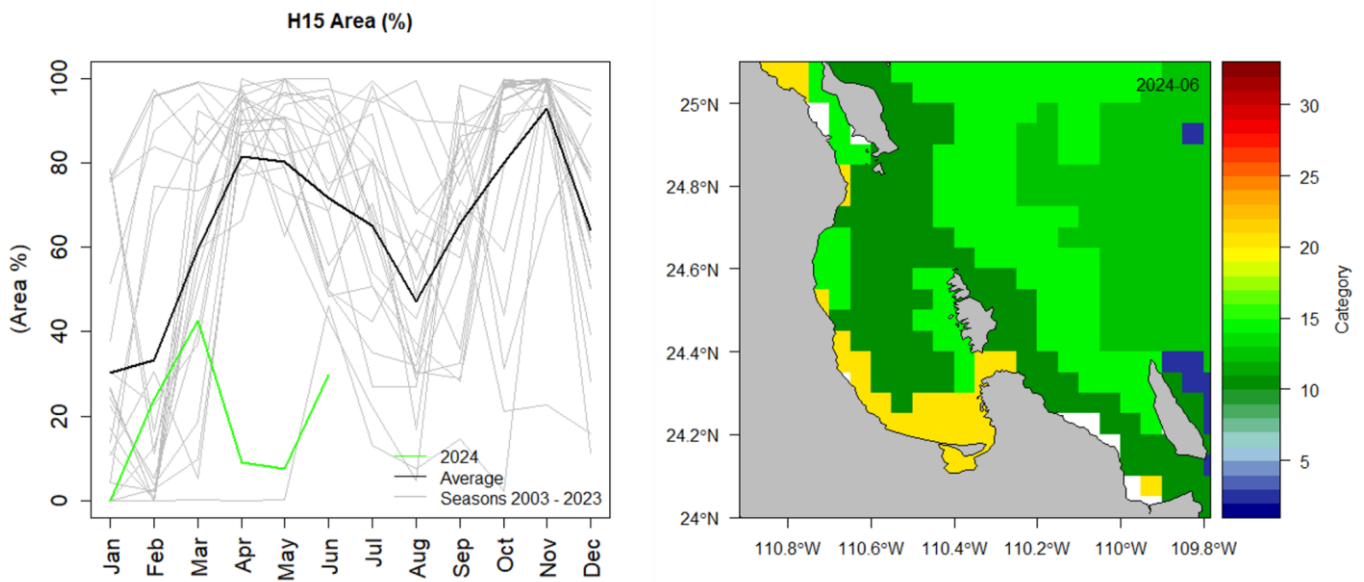 H15 Area (%)
(Area %)
100
80
60
40
20
0
2024
Average
Seasons 2003 - 2023
Jan Feb Mar Apr May Jun Jul Aug Sep Oct Nov Dec
2024-06
25°N
24.8°N
24.6°N
24.4°N
24.2°N
24°N
110.8°W 110.6°W 110.4°W 110.2°W 110°W 109.8°W
30
25
20
15
10
5
Category